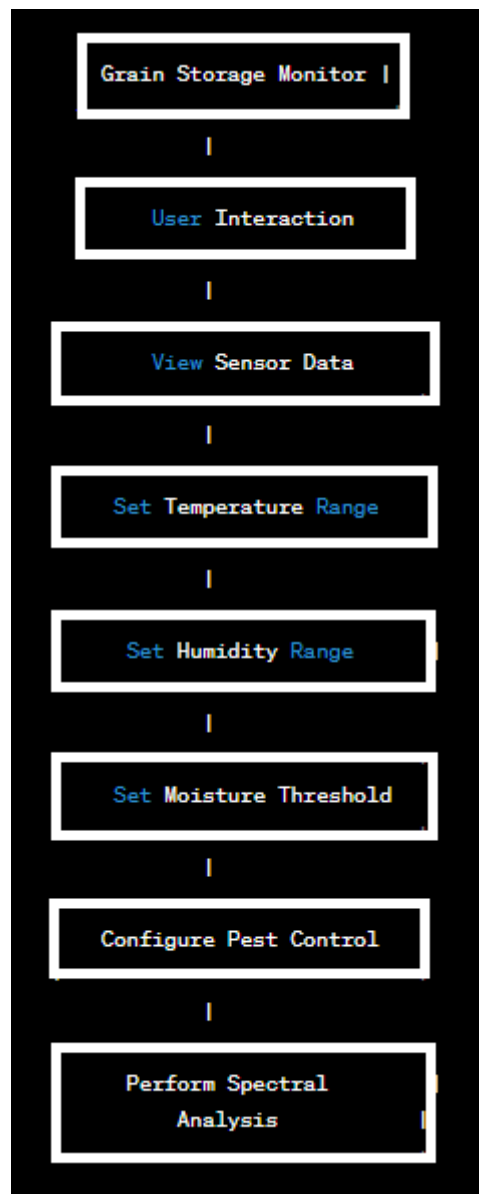 Grain Storage Monitor |
|
User Interaction
|
View Sensor Data
|
Set Temperature Range
|
Set Humidity Range |
|
Set Moisture Threshold
|
Configure Pest Control
|
Perform Spectral |
Analysis |